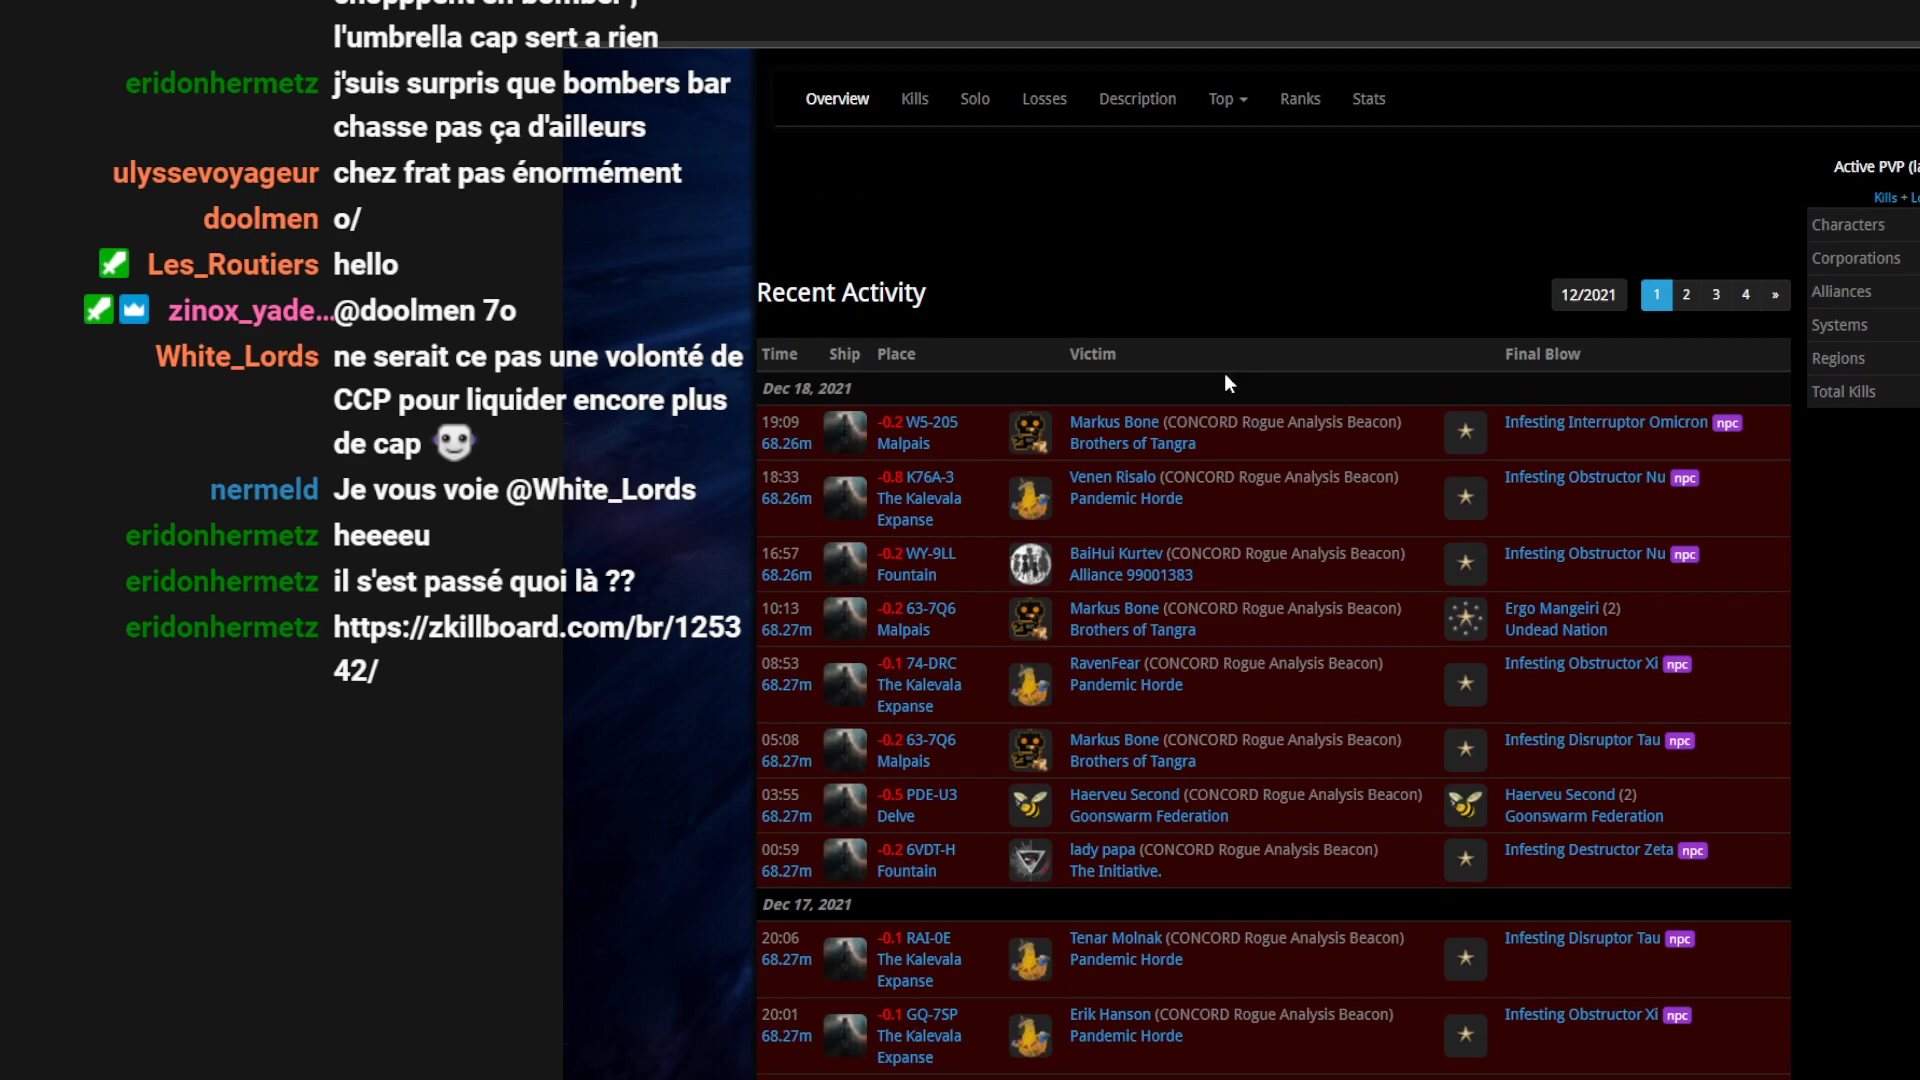 l'umbrella cap sert a rien
eridonhermetz j'suis surpris que bombers bar
chasse pas ça d'ailleurs
ulyssevoyageur chez frat pas énormément
doolmen o/
Les_Routiers hello
zinox_yade... @doolmen 7o
White_Lords ne serait ce pas une volonté de
CCP pour liquider encore plus
de cap
nermeld Je vous voie @White_Lords
eridonhermetz heeeeu
eridonhermetz il s'est passé quoi là ??
eridonhermetz https://zkillboard.com/br/1253
42/
Overview Kills Solo Losses Description Top Ranks Stats
Active PVP (la
Kills + Lo
Characters
Corporations
Alliances
Systems
Regions
Total Kills
Recent Activity
12/2021 1 2 3 4 »
Time Ship Place Victim Final Blow
Dec 18, 2021
19:09 -0.2 W5-205 Markus Bone (CONCORD Rogue Analysis Beacon) Infesting Interruptor Omicron npc
68.26m Malpais Brothers of Tangra
18:33 -0.8 K76A-3 Venen Risalo (CONCORD Rogue Analysis Beacon) Infesting Obstructor Nu npc
68.26m The Kalevala Pandemic Horde
Expanse
16:57 -0.2 WY-9LL BaiHui Kurtev (CONCORD Rogue Analysis Beacon) Infesting Obstructor Nu npc
68.26m Fountain Alliance 99001383
10:13 -0.2 63-7Q6 Markus Bone (CONCORD Rogue Analysis Beacon) Ergo Mangeiri (2)
68.27m Malpais Brothers of Tangra Undead Nation
08:53 -0.1 74-DRC RavenFear (CONCORD Rogue Analysis Beacon) Infesting Obstructor Xi npc
68.27m The Kalevala Pandemic Horde
Expanse
05:08 -0.2 63-7Q6 Markus Bone (CONCORD Rogue Analysis Beacon) Infesting Disruptor Tau npc
68.27m Malpais Brothers of Tangra
03:55 -0.5 PDE-U3 Haerveu Second (CONCORD Rogue Analysis Beacon) Haerveu Second (2)
68.27m Delve Goonswarm Federation Goonswarm Federation
00:59 -0.2 6VDT-H lady papa (CONCORD Rogue Analysis Beacon) Infesting Destructor Zeta npc
68.27m Fountain The Initiative.
Dec 17, 2021
20:06 -0.1 RAI-0E Tenar Molnak (CONCORD Rogue Analysis Beacon) Infesting Disruptor Tau npc
68.27m The Kalevala Pandemic Horde
Expanse
20:01 -0.1 GQ-7SP Erik Hanson (CONCORD Rogue Analysis Beacon) Infesting Obstructor Xi npc
68.27m The Kalevala Pandemic Horde
Expanse